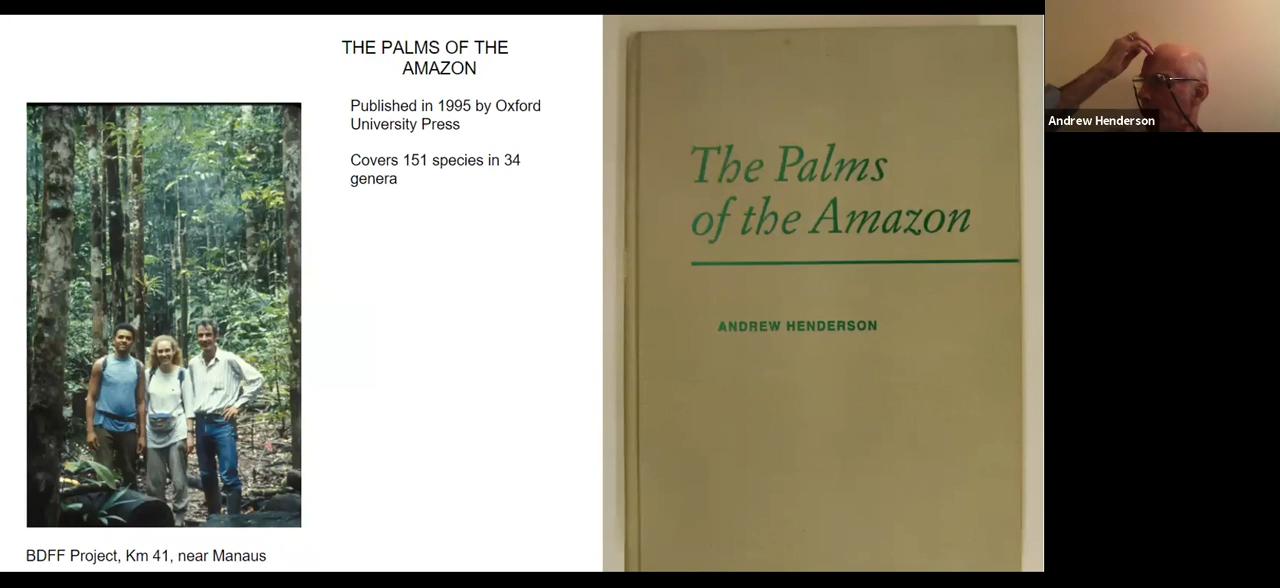 THE PALMS OF THE
AMAZON
Published in 1995 by Oxford
University Press
Covers 151 species in 34
genera
BDFF Project, Km 41, near Manaus
The Palms
of the Amazon
ANDREW HENDERSON
Andrew Henderson